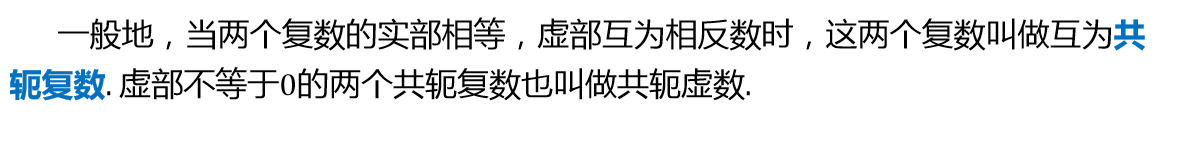 一般地，当两个复数的实部相等，虚部互为相反数时，这两个复数叫做互为共
轭复数. 虚部不等于0的两个共轭复数也叫做共轭虚数.